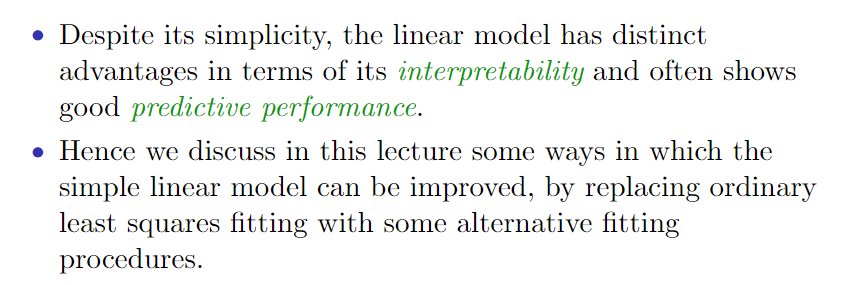 • Despite its simplicity, the linear model has distinct
advantages in terms of its interpretability and often shows
good predictive performance.
• Hence we discuss in this lecture some ways in which the
simple linear model can be improved, by replacing ordinary
least squares fitting with some alternative fitting
procedures.